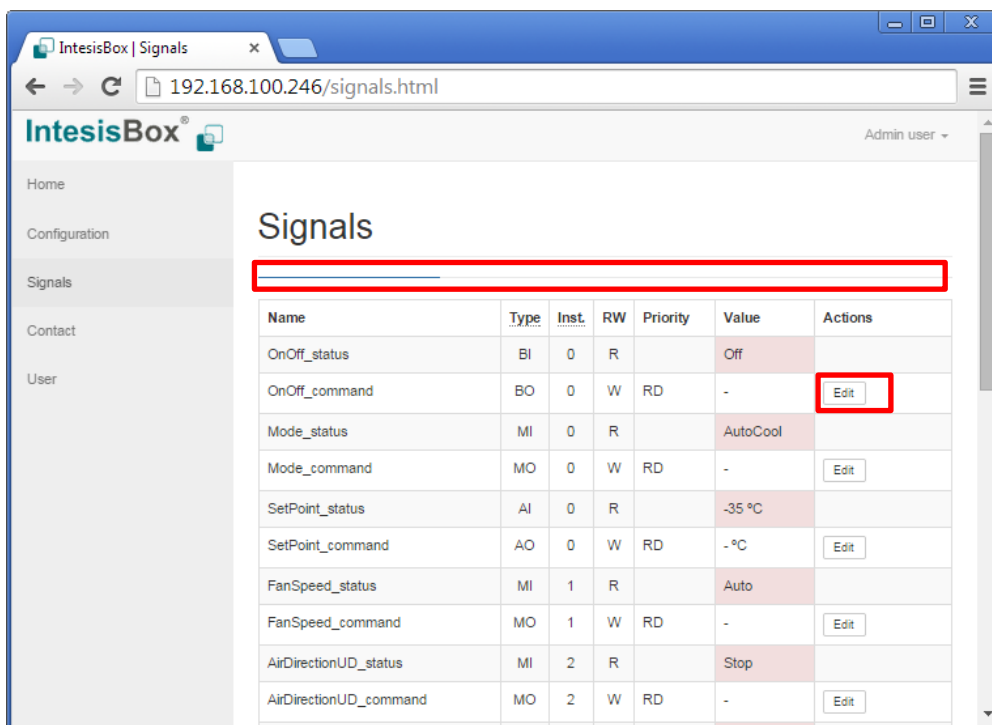 IntesisBox | Signals
192.168.100.246/signals.html
IntesisBox®
Admin user
Home
Configuration
Signals
Contact
User
Signals
Name Type Inst. RW Priority Value Actions
OnOff_status BI 0 R Off
OnOff_command BO 0 W RD - Edit
Mode_status MI 0 R AutoCool
Mode_command MO 0 W RD - Edit
SetPoint_status AI 0 R -35 ºC
SetPoint_command AO 0 W RD - ºC Edit
FanSpeed_status MI 1 R Auto
FanSpeed_command MO 1 W RD - Edit
AirDirectionUD_status MI 2 R Stop
AirDirectionUD_command MO 2 W RD - Edit